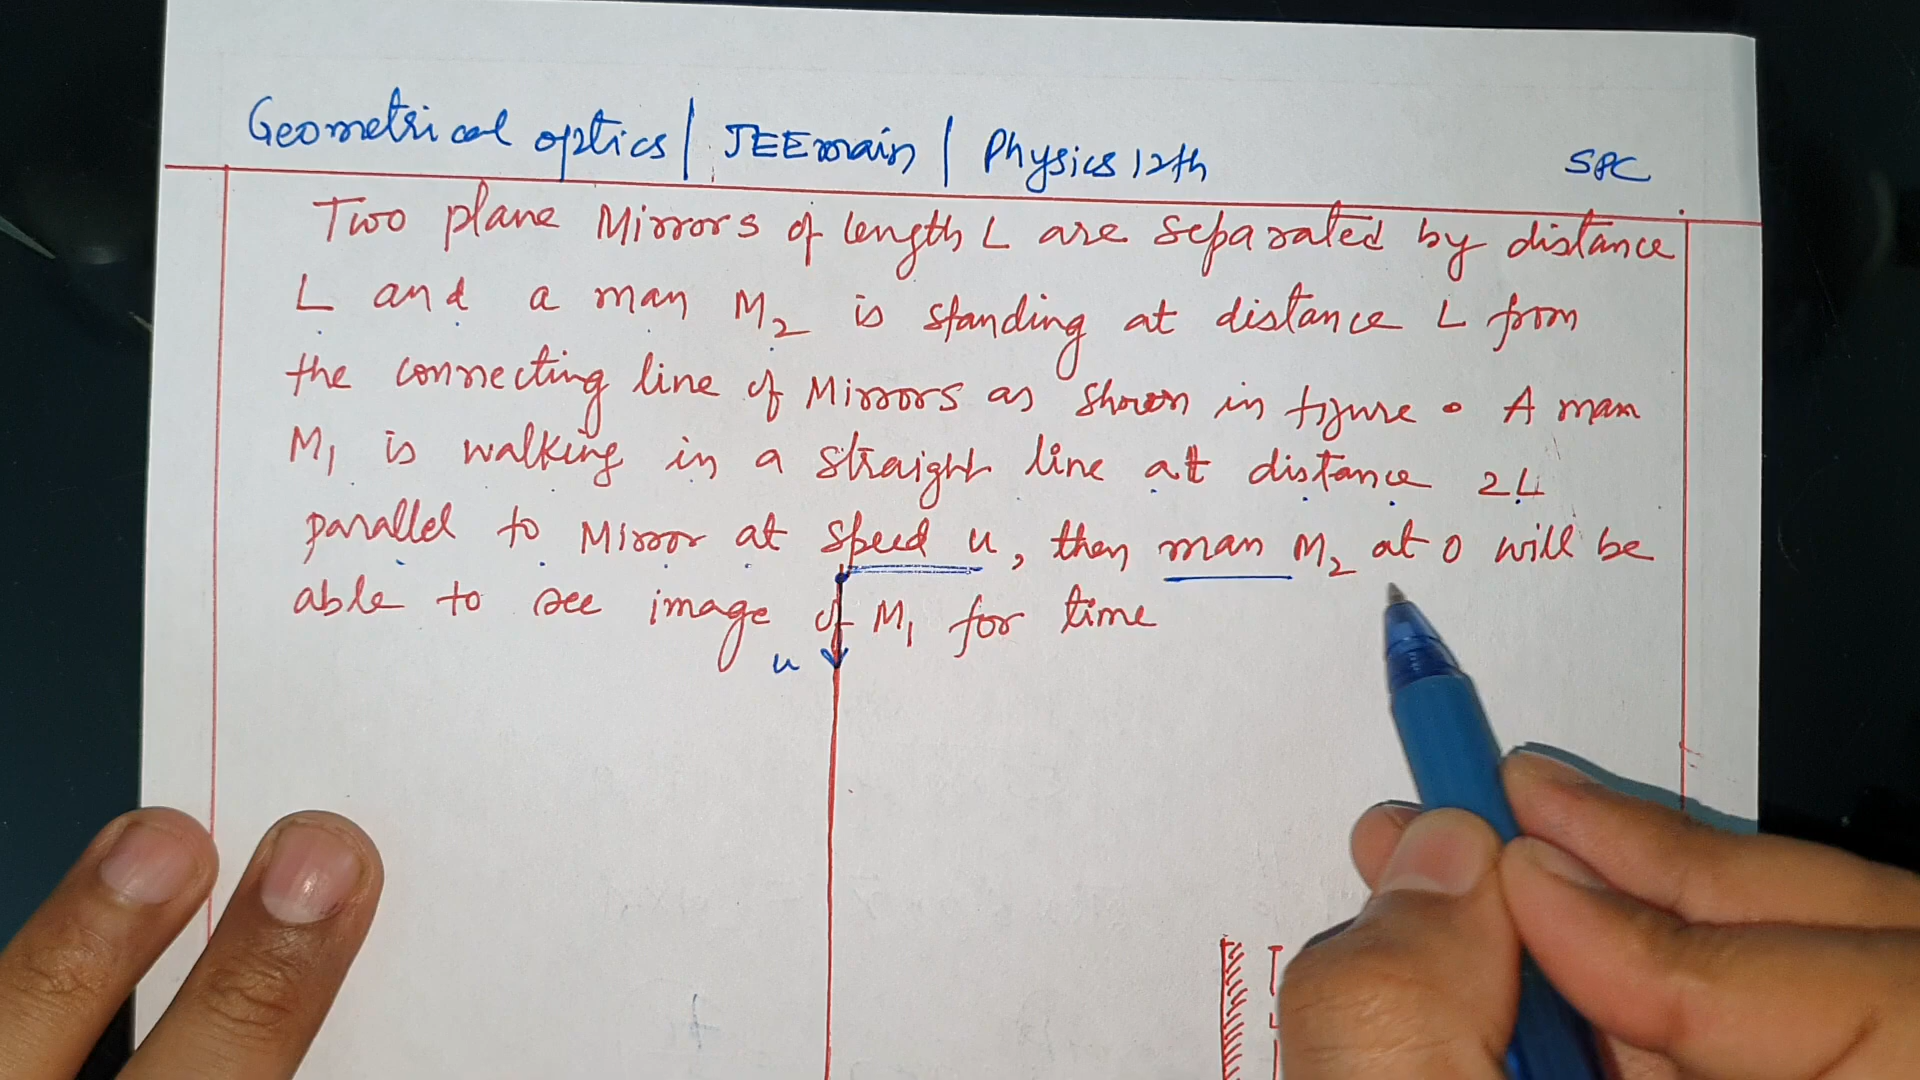 Geometrical optics | JEEmain | Physics 12th SPC
Two plane Mirrors of length L are separated by distance
L and a man M2 is standing at distance L from
the connecting line of Mirrors as shown in figure. A man
M1 is walking in a straight line at distance 2L
parallel to Mirror at speed u, then man M2 at O will be
able to see image of M1 for time
u